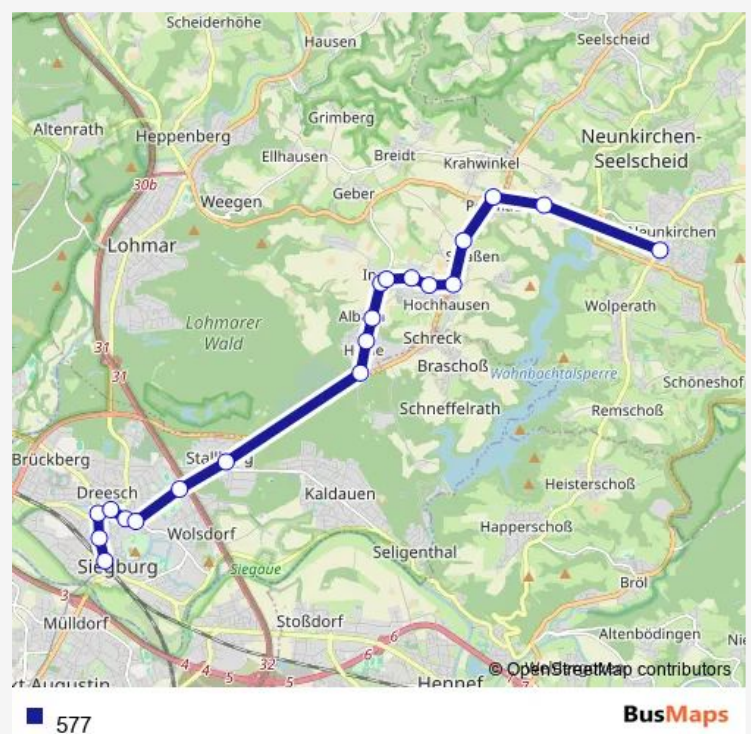 Scheiderhöhe
Hausen
Seelscheid
Altenrath
Heppenberg
Grimberg
Neunkirchen-
Seelscheid
Ellhausen
Breidt
Krahwinkel
30b
Weegen
Geber
Neunkirchen
Lohmar
Hochhausen
Wolperath
Lohmarer
Wald
Schreck
31
31
Braschoß
Wahnbachtalsperre
Schöneshof
Schneffelrath
Remschoß
Brückberg
Dreesch
Kaldauen
Heisterschoß
Wolsdorf
Happerschoß
Siegburg
Siegaue
Seligenthal
3
Bröl
Mülldorf
Stoßdorf
6
Altenbödingen
4
4
5
32
5
Hennef
7
© OpenStreetMap contributors
577
BusMaps